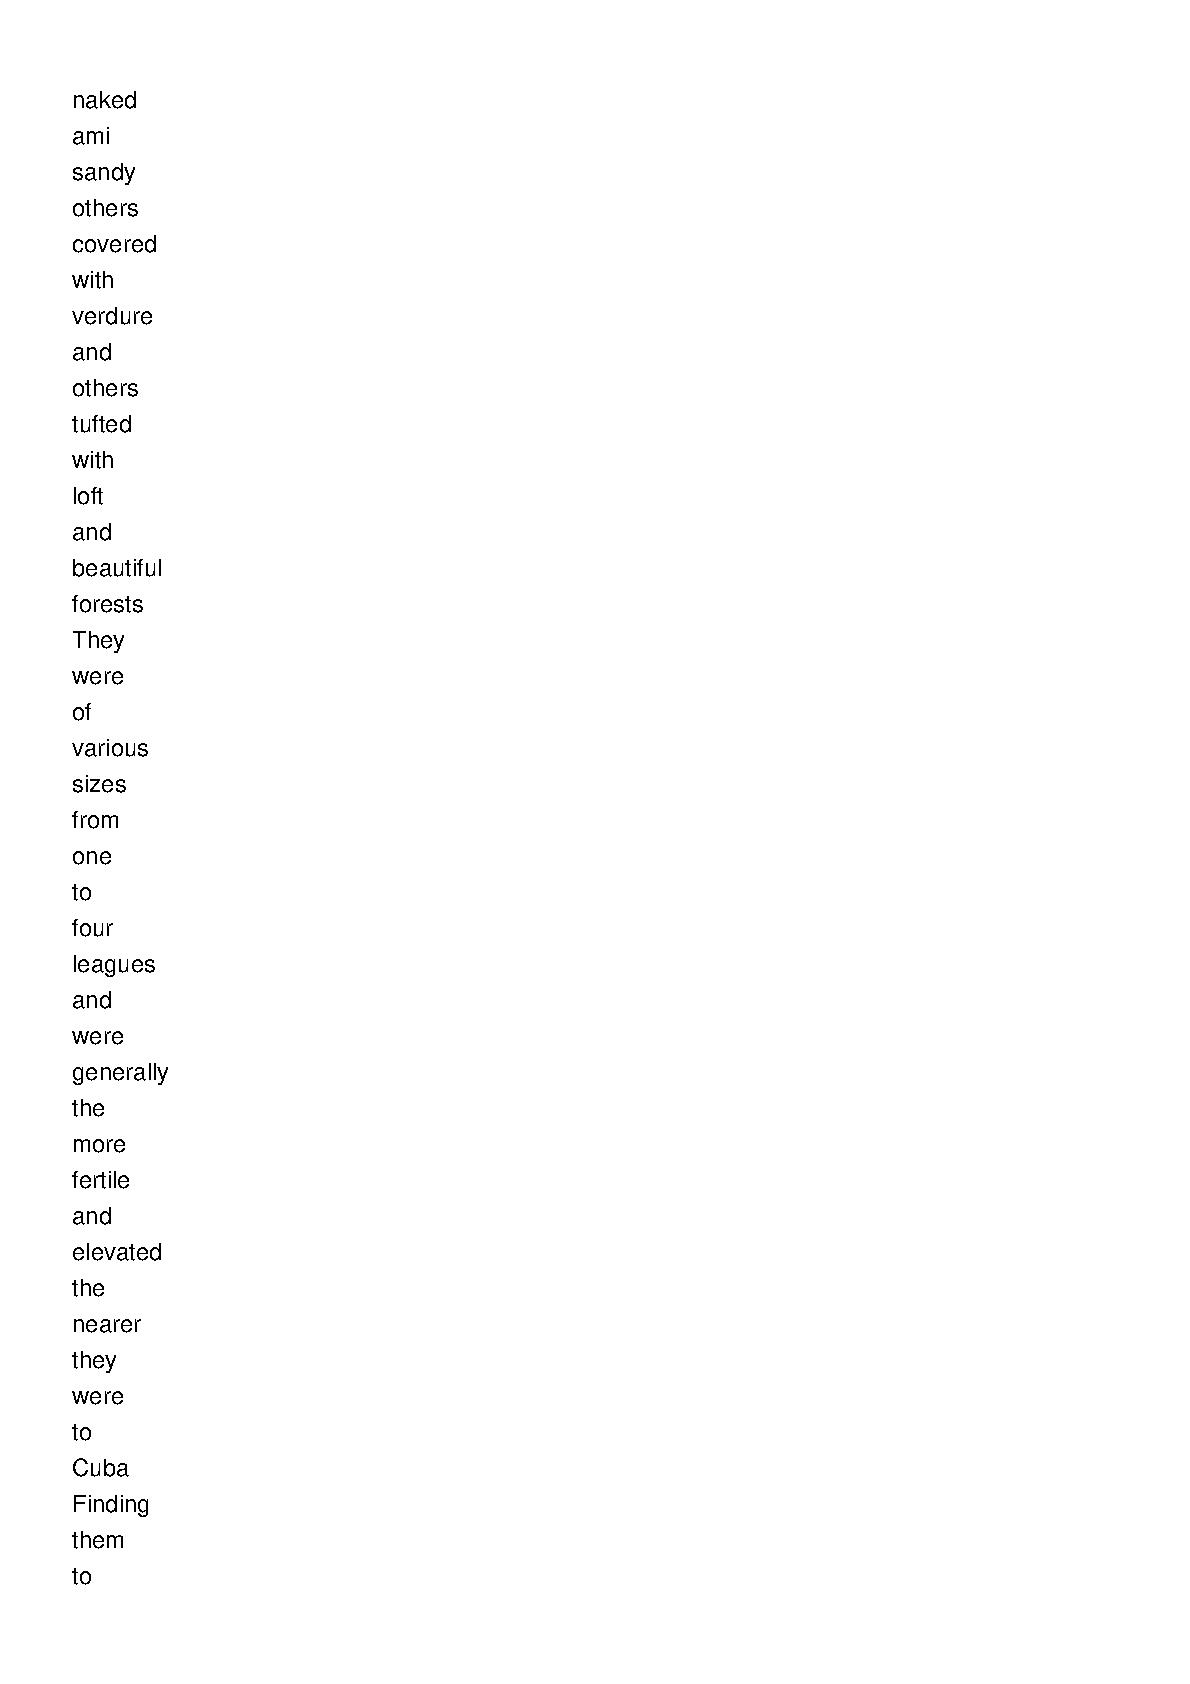 naked
ami
sandy
others
covered
with
verdure
and
others
tufted
with
loft
and
beautiful
forests
They
were
of
various
sizes
from
one
to
four
leagues
and
were
generally
the
more
fertile
and
elevated
the
nearer
they
were
to
Cuba
Finding
them
to